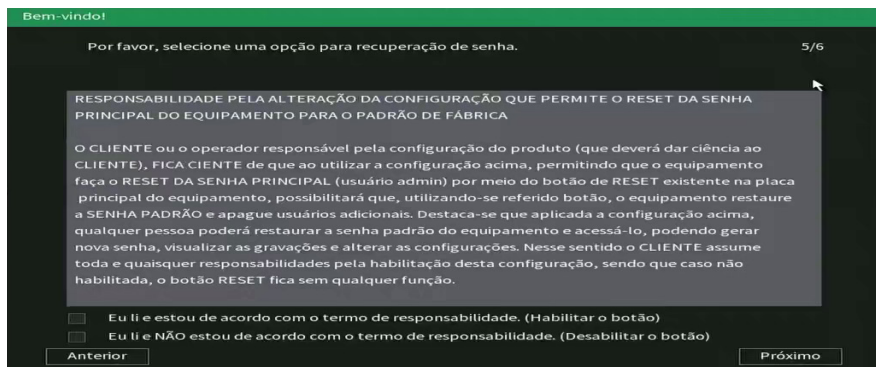 Bem-vindo!
Por favor, selecione uma opção para recuperação de senha.
5/6
RESPONSABILIDADE PELA ALTERAÇÃO DA CONFIGURAÇÃO QUE PERMITE O RESET DA SENHA
PRINCIPAL DO EQUIPAMENTO PARA O PADRÃO DE FÁBRICA
O CLIENTE ou o operador responsável pela configuração do produto (que deverá dar ciência ao
CLIENTE), FICA CIENTE de que ao utilizar a configuração acima, permitindo que o equipamento
faça o RESET DA SENHA PRINCIPAL (usuário admin) por meio do botão de RESET existente na placa
principal do equipamento, possibilitará que, utilizando-se referido botão, o equipamento restaure
a SENHA PADRÃO e apague usuários adicionais. Destaca-se que aplicada a configuração acima,
qualquer pessoa poderá restaurar a senha padrão do equipamento e acessá-lo, podendo gerar
nova senha, visualizar as gravações e alterar as configurações. Nesse sentido o CLIENTE assume
toda e quaisquer responsabilidades pela habilitação desta configuração, sendo que caso não
habilitada, o botão RESET fica sem qualquer função.
Eu li e estou de acordo com o termo de responsabilidade. (Habilitar o botão)
Eu li e NÃO estou de acordo com o termo de responsabilidade. (Desabilitar o botão)
Anterior
Próximo